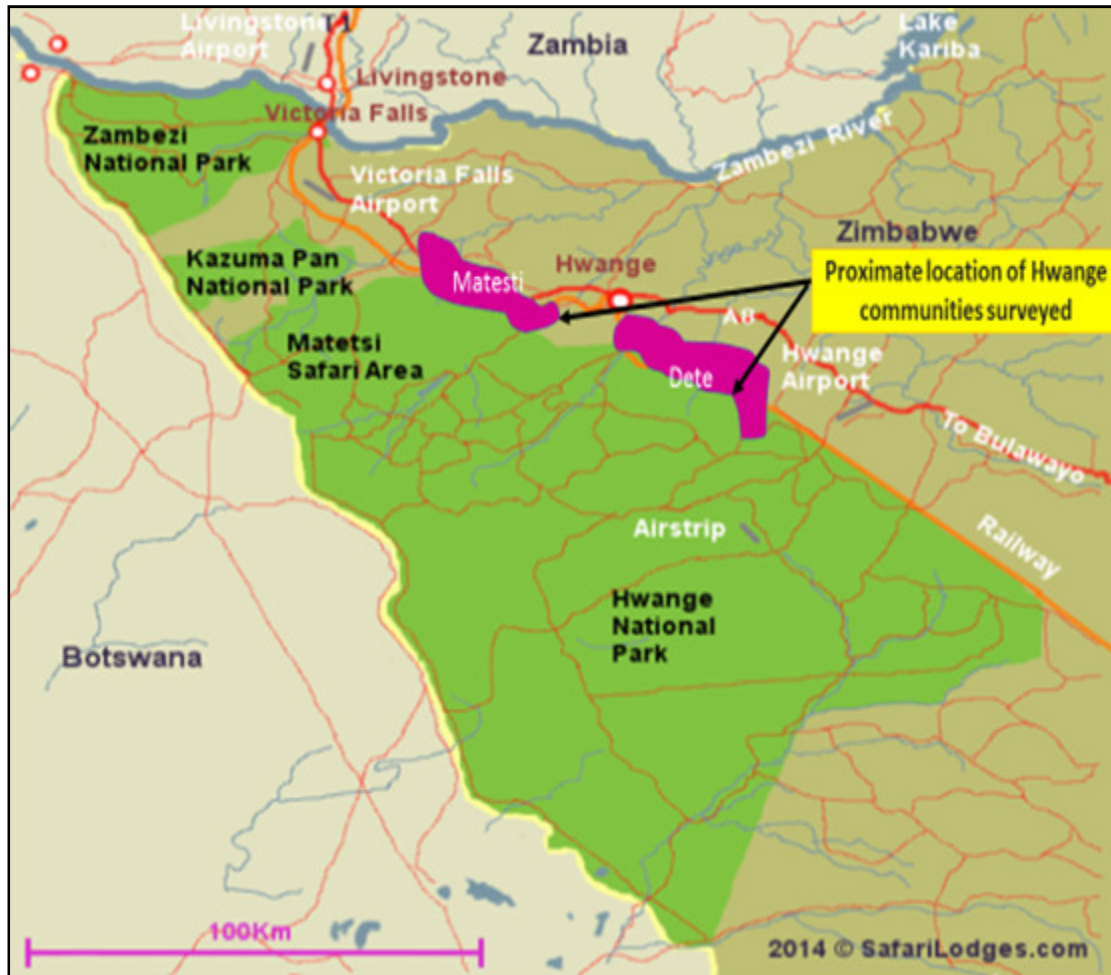 Livingstone
Airport
T1
Zambia
Lake
Kariba
Livingstone
Victoria Falls
Zambezi
National Park
Zambezi River
Victoria Falls
Airport
Zimbabwe
Kazuma Pan
National Park
Matesti
Hwange
Proximate location of Hwange
communities surveyed
A8
Matetsi
Safari Area
Dete
Hwange
Airport
To Bulawayo
Airstrip
Railway
Hwange
National
Park
Botswana
100Km
2014 © SafariLodges.com